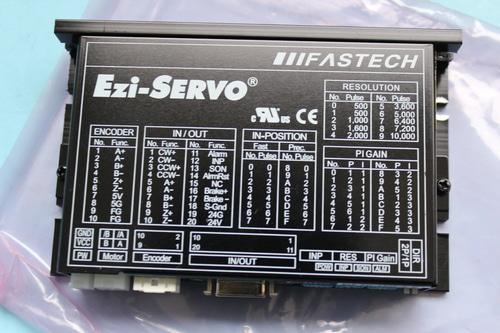 FASTECH
Ezi-SERVO®
c UL us CE
RESOLUTION
No. Pulse No. Pulse
0 500 5 3,600
1 500 6 5,000
2 1,000 7 6,400
3 1,600 8 7,200
4 2,000 9 10,000
ENCODER
No. Func.
1 A+
2 A-
3 B+
4 B-
5 Z+
6 Z-
7 5V
8 5G
9 FG
10 FG
IN/OUT
No. Func. No. Func.
1 CW+ 11 Alarm
2 CW- 12 INP
3 CCW+ 13 SON
4 CCW- 14 AlmRst
5 A+ 15 NC
6 A- 16 Brake+
7 B+ 17 Brake-
8 B- 18 S-Gnd
9 Z+ 19 24G
10 Z- 20 24V
IN-POSITION
Fast Prec.
No. Pulse No. Pulse
0 0 8 0
1 1 9 1
2 2 A 2
3 3 B 3
4 4 C 4
5 5 D 5
6 6 E 6
7 7 F 7
PI GAIN
No. P I No. P I
GND /B /A
VCC B A
PW Motor
10 2
9 1
Encoder
10 20
1 11
IN/OUT
INP RES PI Gain
POW INP SON ALM
DIR
2P/1P